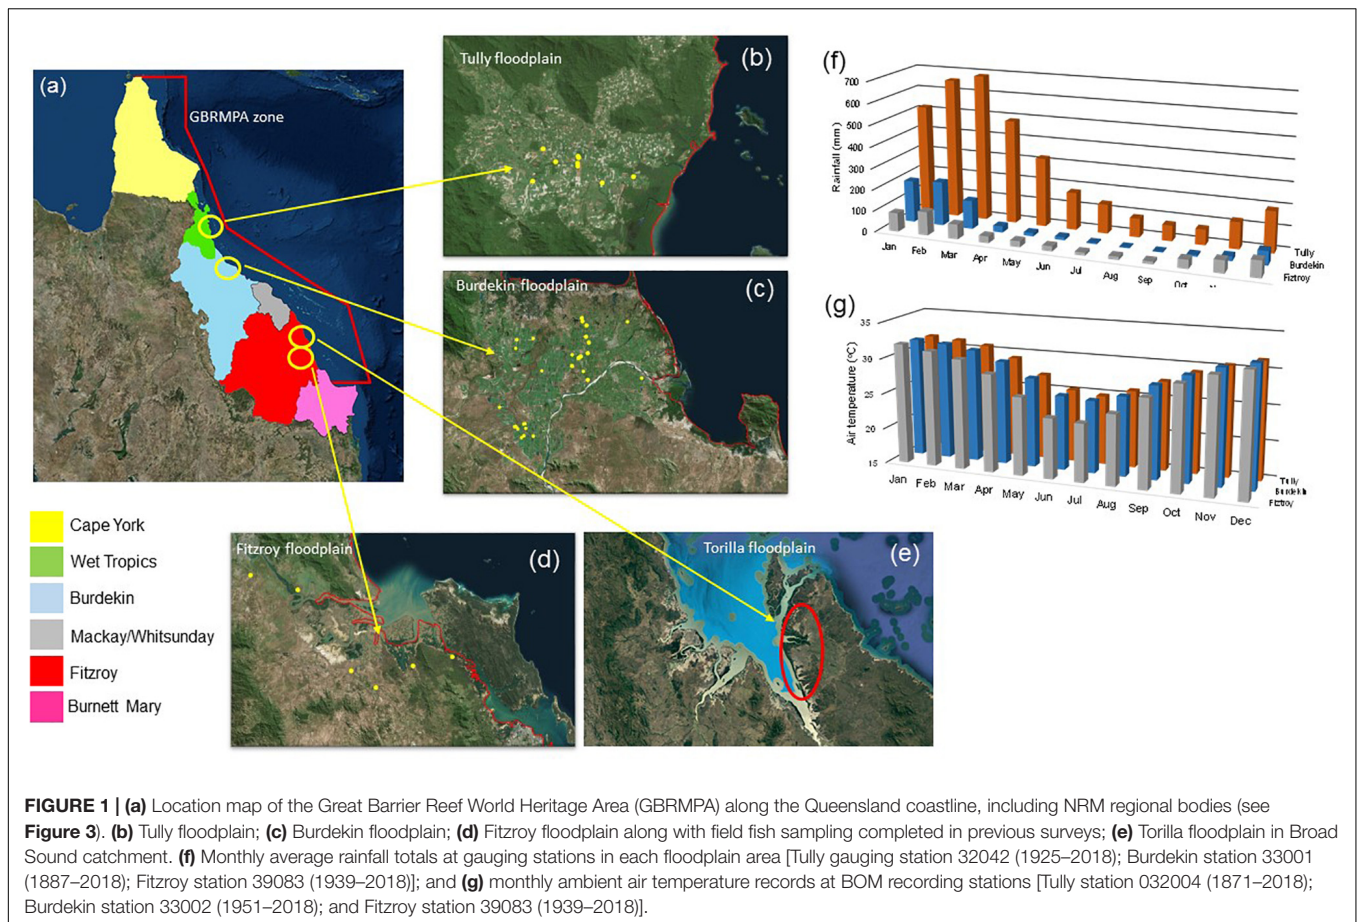 (a)
GBRMPA zone
Cape York
Wet Tropics
Burdekin
Mackay/Whitsunday
Fitzroy
Burnett Mary
Tully floodplain
(b)
Burdekin floodplain
(c)
Fitzroy floodplain
(d)
Torilla floodplain
(e)
(f)
Rainfall (mm)
700
600
500
400
300
200
100
0
Jan Feb Mar Apr May Jun Jul Aug Sep
Tully
Burdekin
Fiztroy
(g)
Air temperature (ºC)
35
30
25
20
15
Jan Feb Mar Apr May Jun Jul Aug Sep Oct Nov Dec
Tully
Burdekin
Fiztroy
FIGURE 1 | (a) Location map of the Great Barrier Reef World Heritage Area (GBRMPA) along the Queensland coastline, including NRM regional bodies (see
Figure 3). (b) Tully floodplain; (c) Burdekin floodplain; (d) Fitzroy floodplain along with field fish sampling completed in previous surveys; (e) Torilla floodplain in Broad
Sound catchment. (f) Monthly average rainfall totals at gauging stations in each floodplain area [Tully gauging station 32042 (1925–2018); Burdekin station 33001
(1887–2018); Fitzroy station 39083 (1939–2018)]; and (g) monthly ambient air temperature records at BOM recording stations [Tully station 032004 (1871–2018);
Burdekin station 33002 (1951–2018); and Fitzroy station 39083 (1939–2018)].